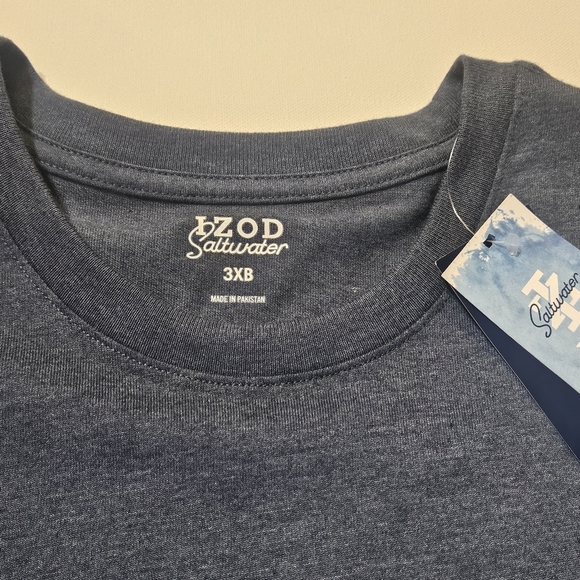 IZOD
Saltwater
3XB
MADE IN PAKISTAN
Saltwater